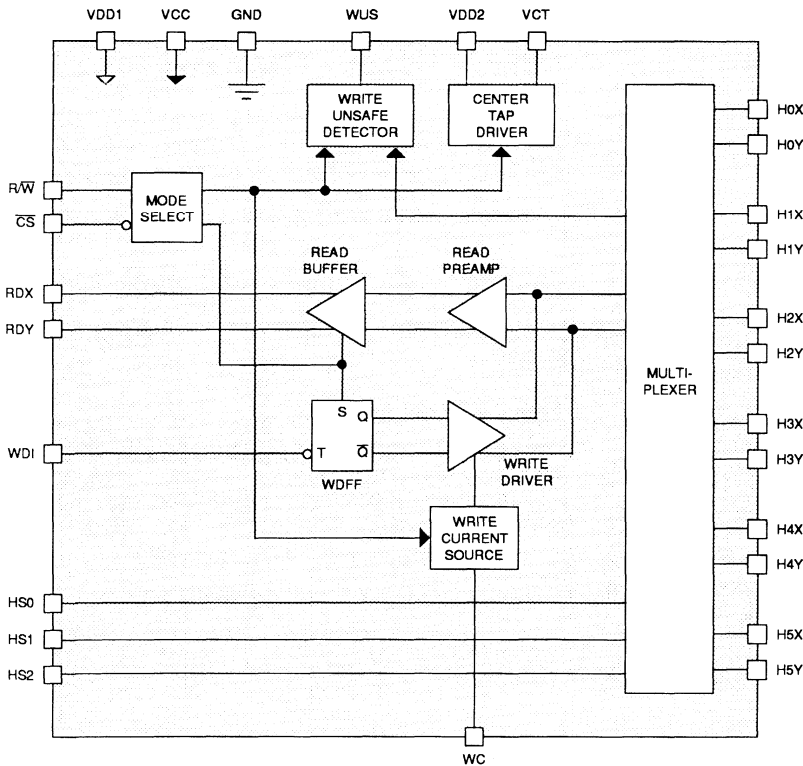 VDD1
VCC
GND
WUS
VDD2
VCT
WRITE
UNSAFE
DETECTOR
CENTER
TAP
DRIVER
H0X
H0Y
R/W̅
C̅S̅
MODE
SELECT
H1X
H1Y
READ
BUFFER
READ
PREAMP
RDX
RDY
H2X
H2Y
MULTI-
PLEXER
S
Q
T
Q̅
WDI
WDFF
WRITE
DRIVER
H3X
H3Y
WRITE
CURRENT
SOURCE
H4X
H4Y
HS0
HS1
HS2
H5X
H5Y
WC